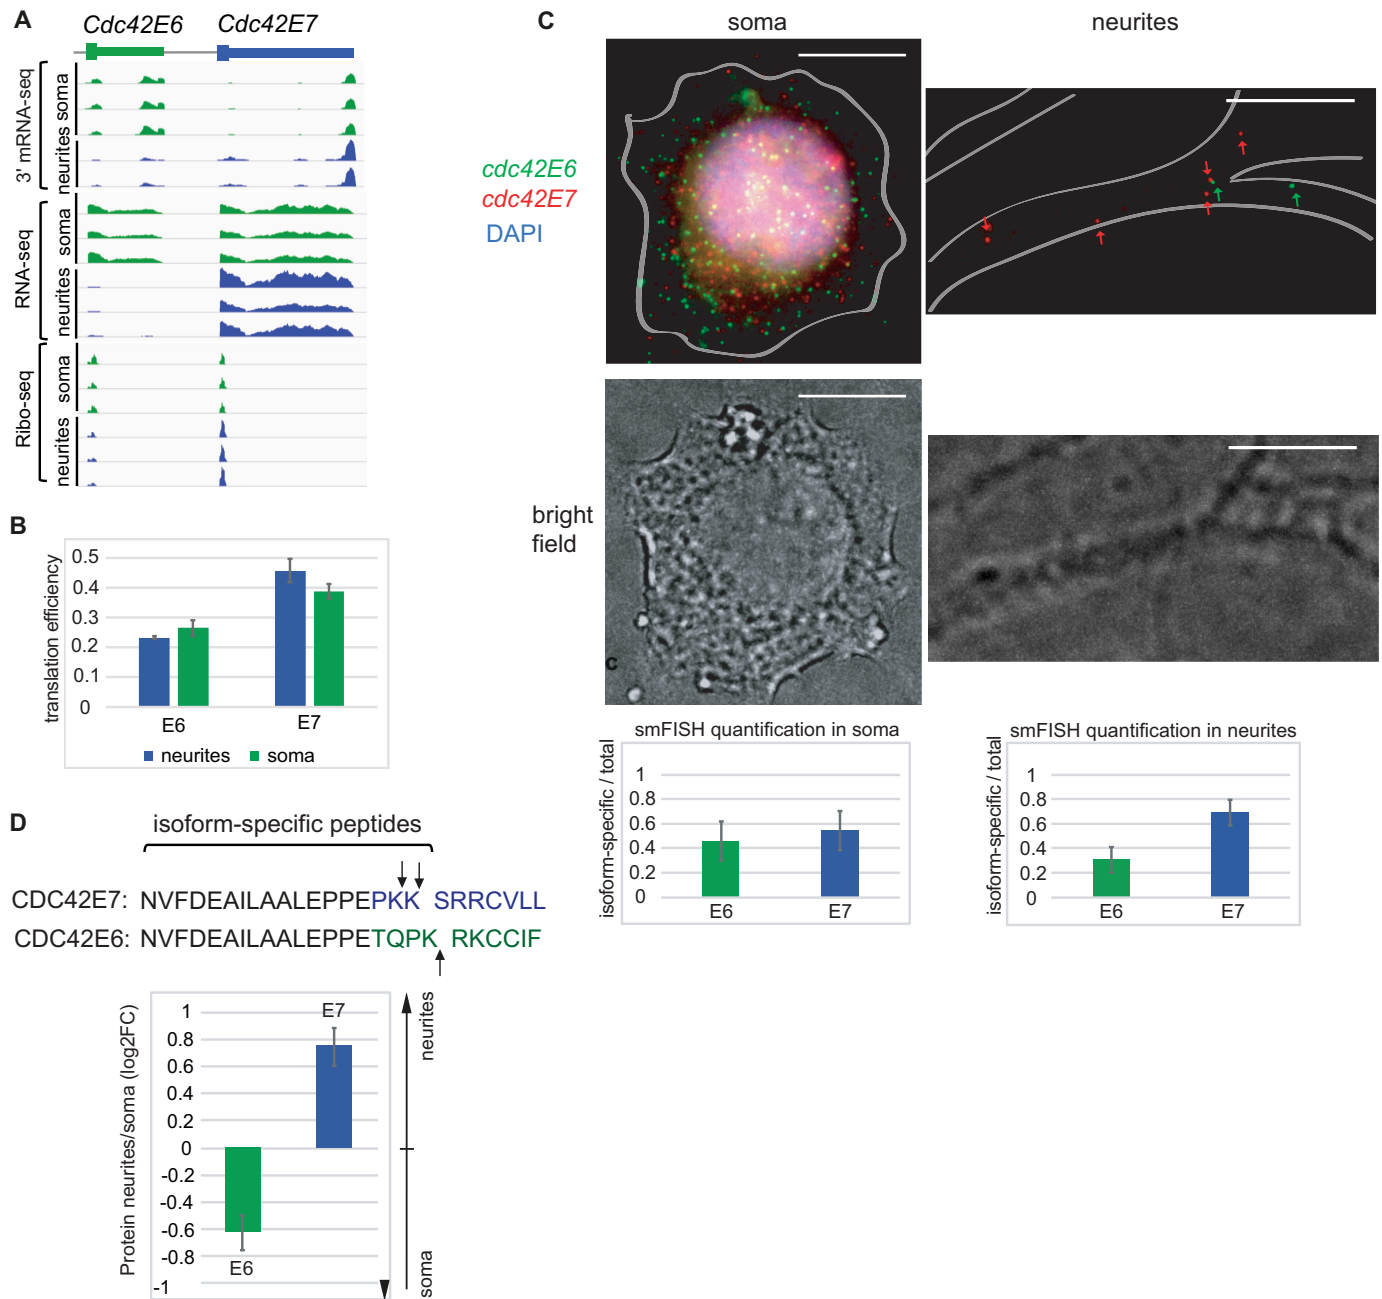 A
Cdc42E6
Cdc42E7
3' mRNA-seq
soma
neurites
RNA-seq
soma
neurites
Ribo-seq
soma
neurites
B
translation efficiency
0.5
0.4
0.3
0.2
0.1
0
E6
E7
neurites
soma
C
soma
neurites
cdc42E6
cdc42E7
DAPI
bright
field
c
smFISH quantification in soma
isoform-specific / total
1
0.8
0.6
0.4
0.2
0
E6
E7
smFISH quantification in neurites
isoform-specific / total
1
0.8
0.6
0.4
0.2
0
E6
E7
D
isoform-specific peptides
CDC42E7: NVFDEAILAALEPPEPKK SRRCVLL
CDC42E6: NVFDEAILAALEPPETQPK RKCCIF
Protein neurites/soma (log2FC)
1
0.8
0.6
0.4
0.2
0
-0.2
-0.4
-0.6
-0.8
-1
E7
E6
neurites
soma